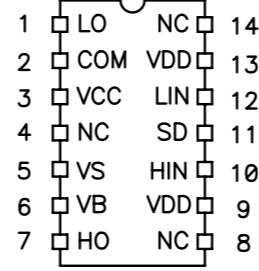 1 LO NC 14
2 COM VDD 13
3 VCC LIN 12
4 NC SD 11
5 VS HIN 10
6 VB VDD 9
7 HO NC 8